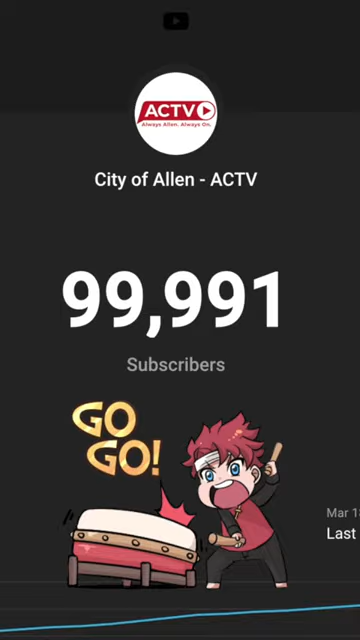 ACTV
Always Allen. Always On.
City of Allen - ACTV
99,991
Subscribers
GO
GO!
Last